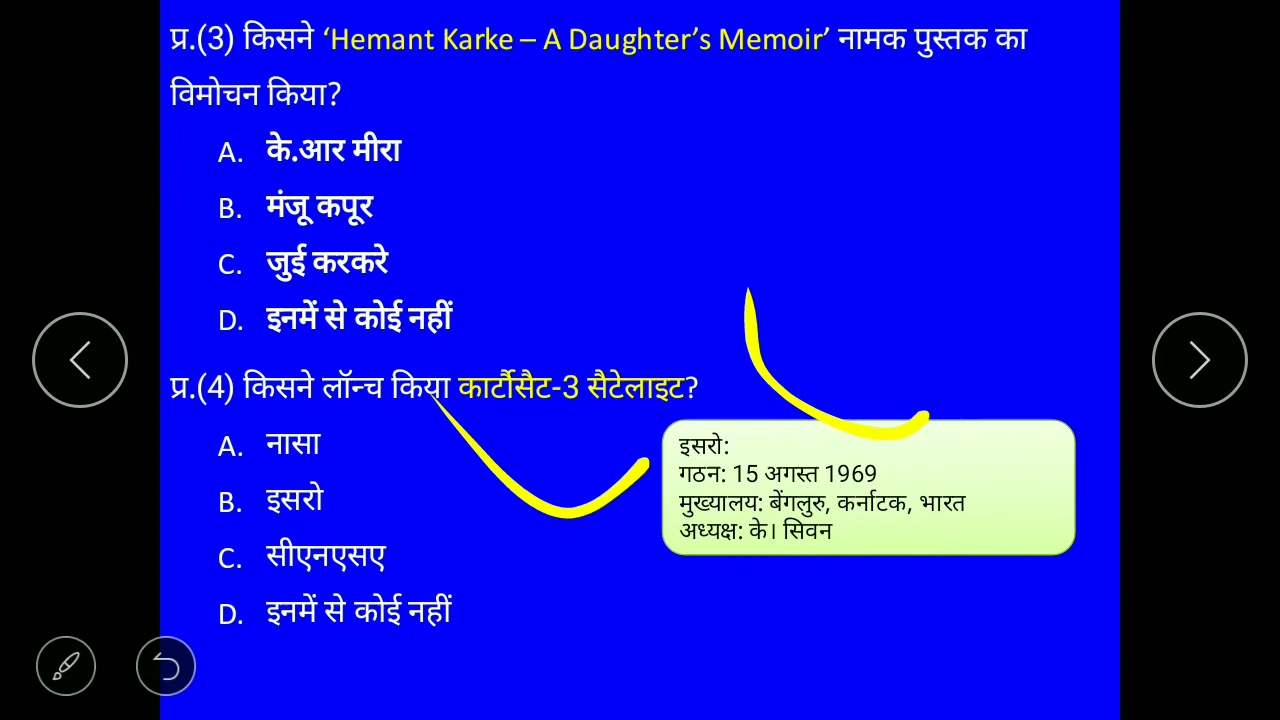 प्र.(3) किसने ‘Hemant Karke – A Daughter’s Memoir’ नामक पुस्तक का
विमोचन किया?
A. के.आर मीरा
B. मंजू कपूर
C. जुई करकरे
D. इनमें से कोई नहीं
प्र.(4) किसने लॉन्च किया कार्टौसैट-3 सैटेलाइट?
A. नासा
B. इसरो
C. सीएनएसए
D. इनमें से कोई नहीं
इसरो:
गठन: 15 अगस्त 1969
मुख्यालय: बेंगलुरु, कर्नाटक, भारत
अध्यक्ष: के। सिवन